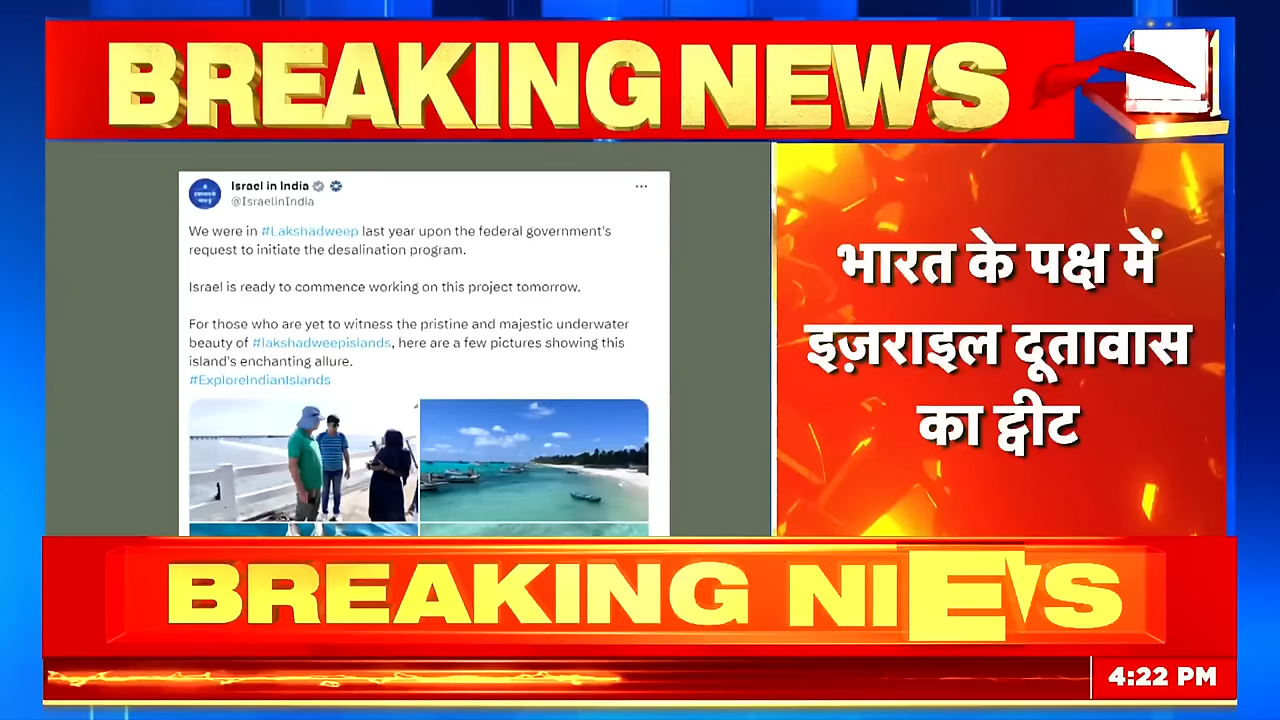 BREAKING NEWS
Israel in India
@IsraelinIndia
We were in #Lakshadweep last year upon the federal government's
request to initiate the desalination program.
Israel is ready to commence working on this project tomorrow.
For those who are yet to witness the pristine and majestic underwater
beauty of #lakshadweepislands, here are a few pictures showing this
island's enchanting allure.
#ExploreIndianIslands
भारत के पक्ष में
इज़राइल दूतावास
का ट्वीट
BREAKING NEWS
4:22 PM